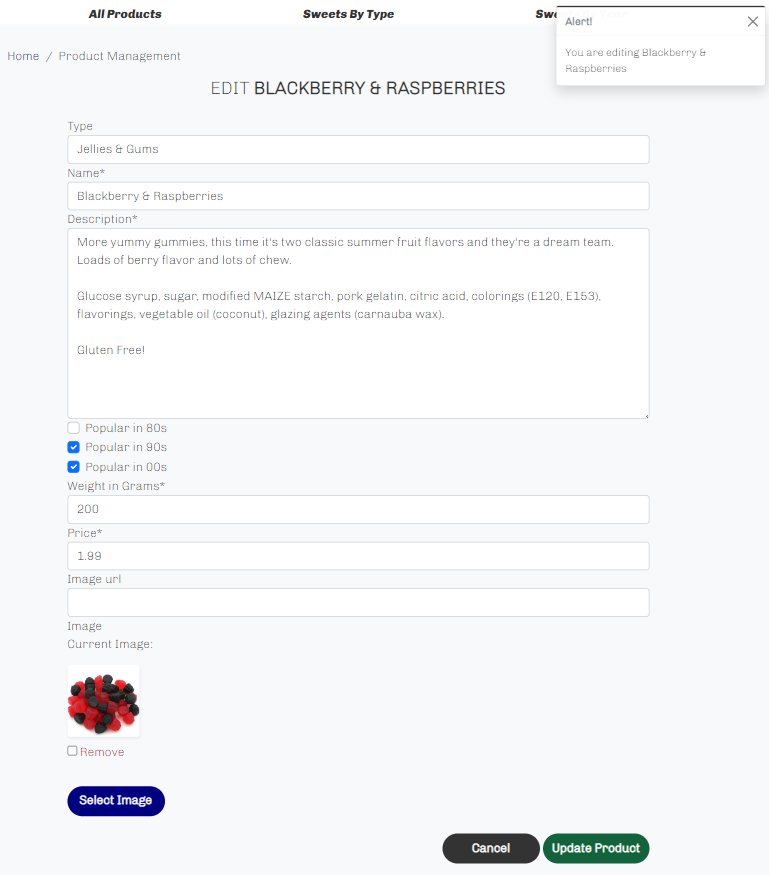 All Products
Sweets By Type
Alert!
You are editing Blackberry &
Raspberries
Home / Product Management
EDIT BLACKBERRY & RASPBERRIES
Type
Jellies & Gums
Name*
Blackberry & Raspberries
Description*
More yummy gummies, this time it's two classic summer fruit flavors and they're a dream team.
Loads of berry flavor and lots of chew.
Glucose syrup, sugar, modified MAIZE starch, pork gelatin, citric acid, colorings (E120, E153),
flavorings, vegetable oil (coconut), glazing agents (carnauba wax).
Gluten Free!
Popular in 80s
Popular in 90s
Popular in 00s
Weight in Grams*
200
Price*
1.99
Image url
Image
Current Image:
Remove
Select Image
Cancel
Update Product